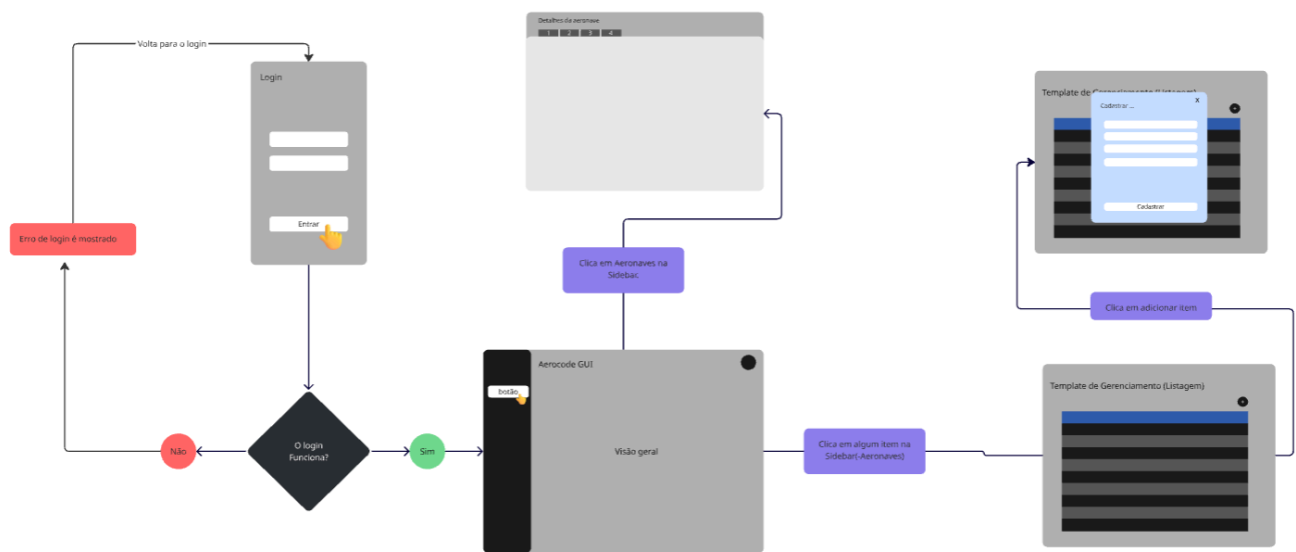 Detalhes da aeronave
1 2 3 4
Volta para o login
Login
Entrar
Erro de login é mostrado
Template de Gerenciamento (Listagem)
Cadastrar ...
X
+
Cadastrar
Clica em Aeronaves na
Sidebar.
Clica em adicionar item
Aerocode GUI
botão
Visão geral
Template de Gerenciamento (Listagem)
+
O login
Funciona?
Não
Sim
Clica em algum item na
Sidebar(-Aeronaves)